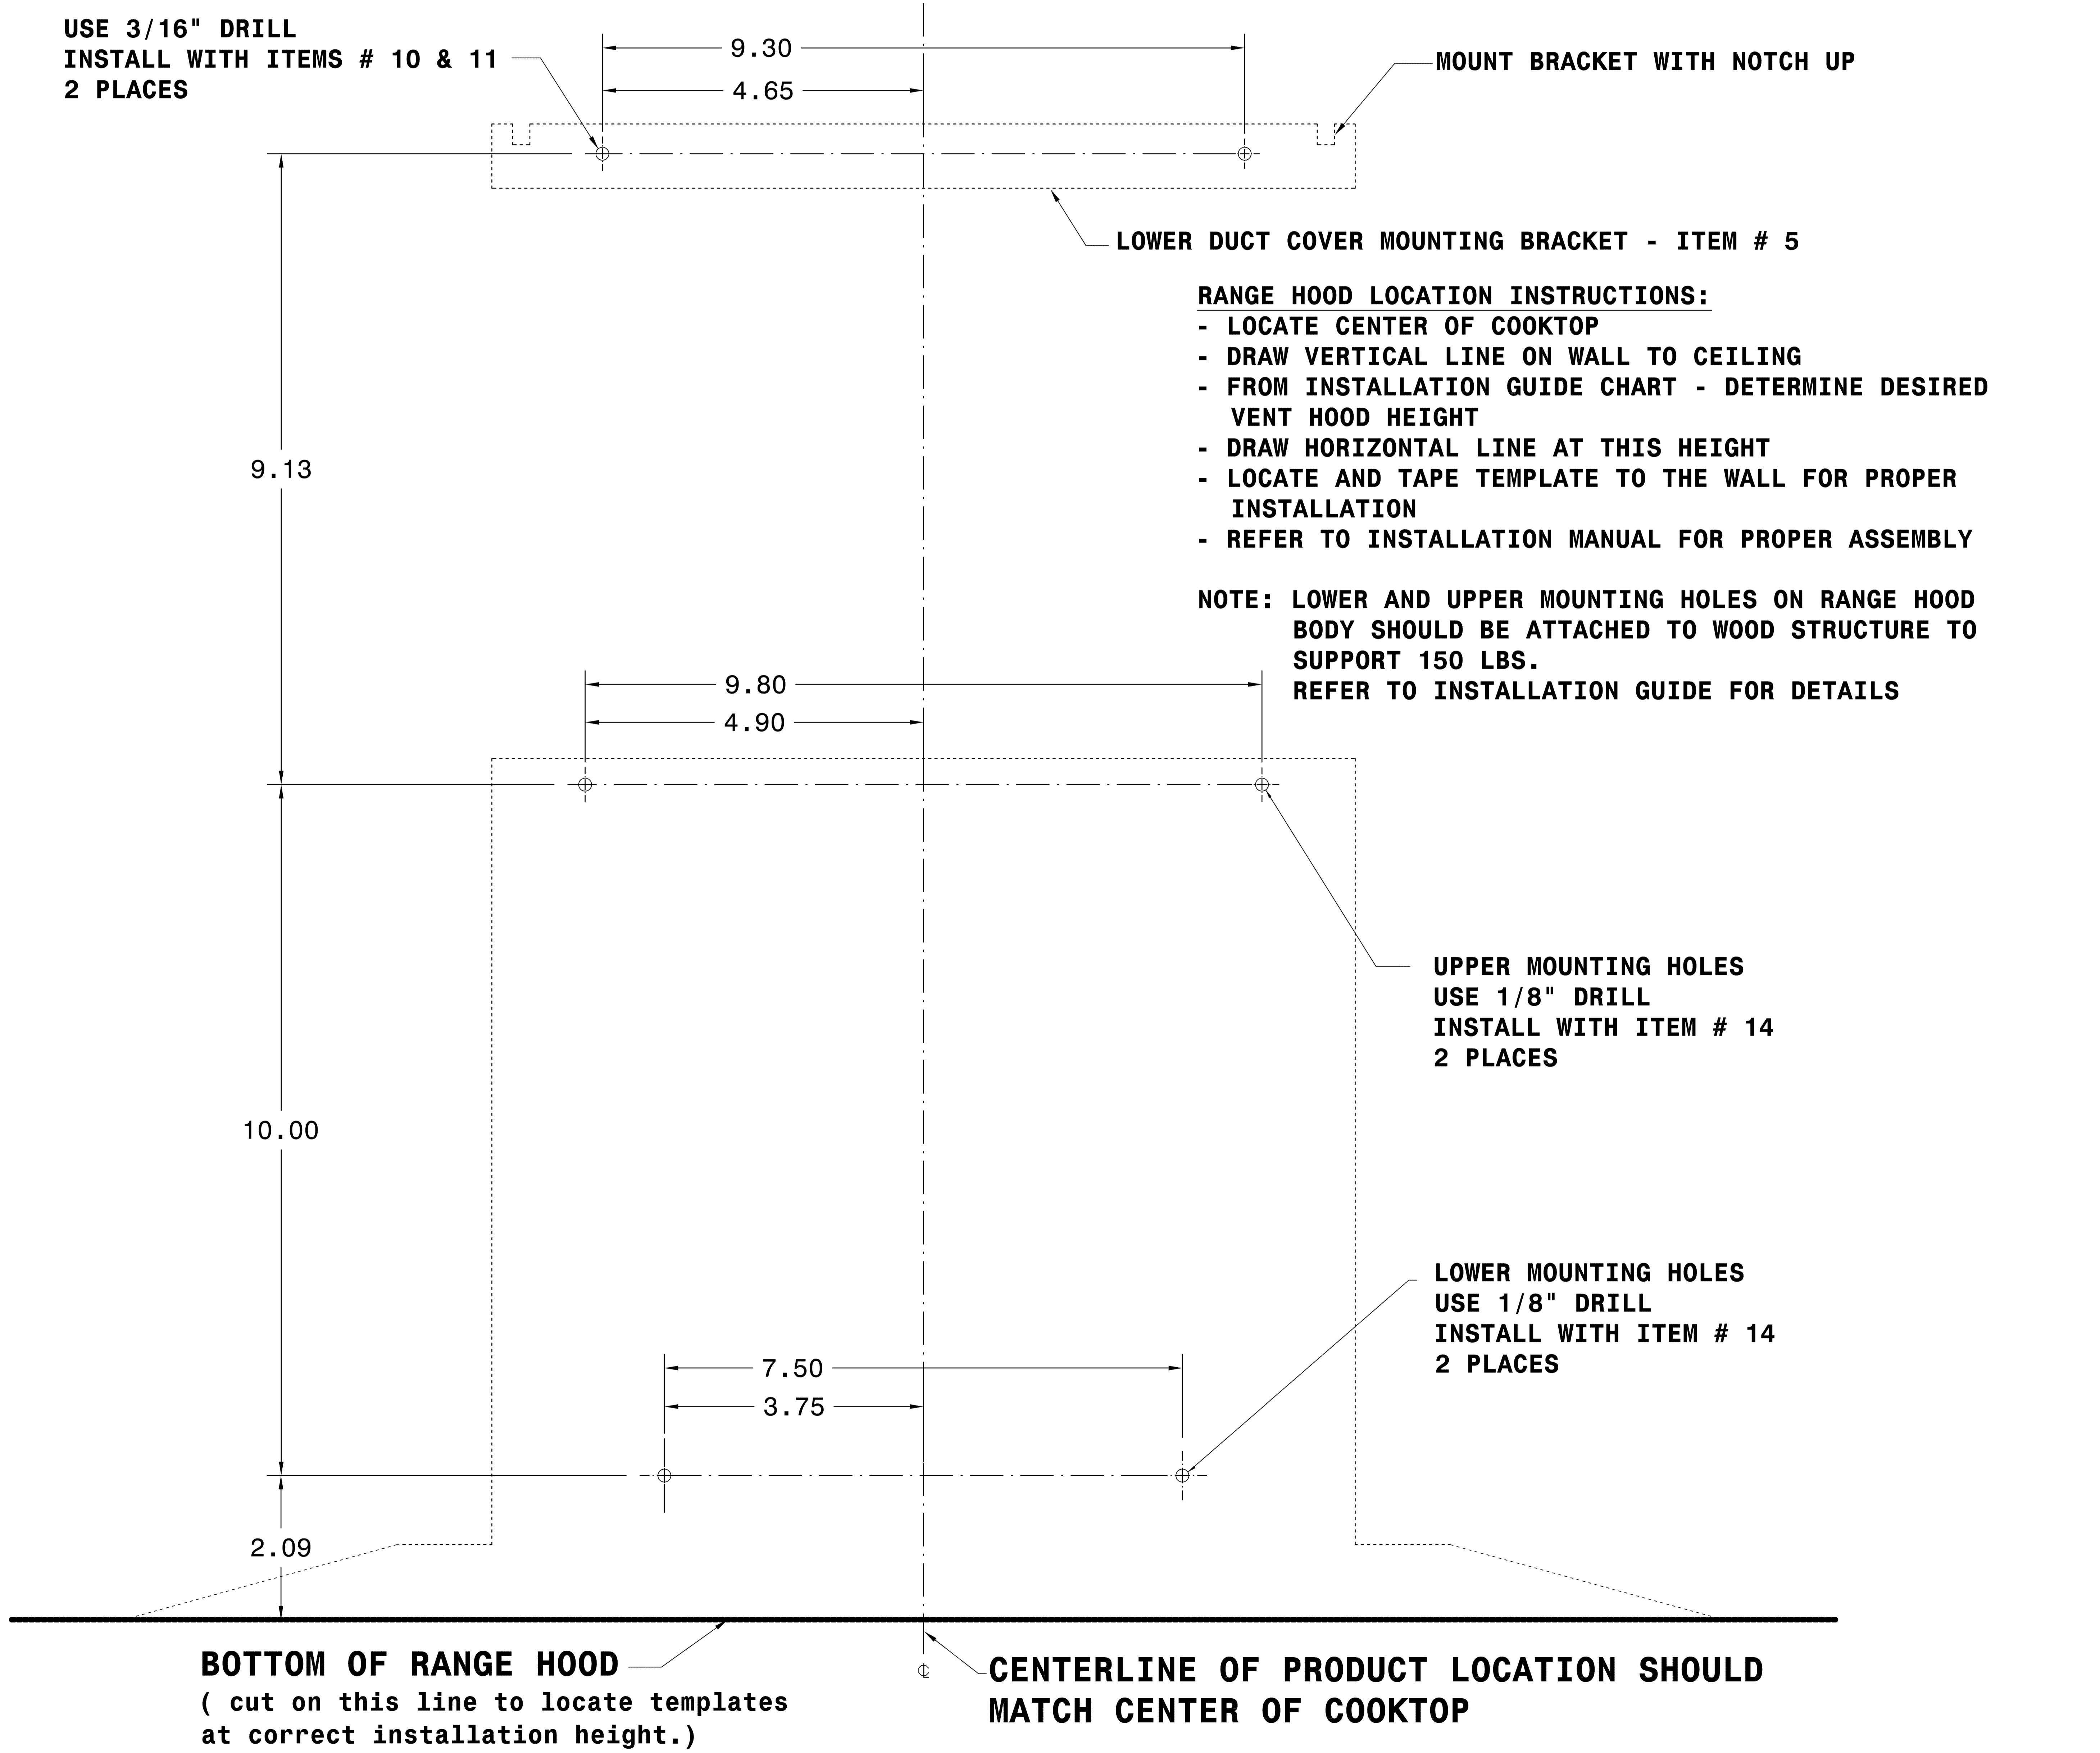 USE 3/16" DRILL
INSTALL WITH ITEMS # 10 & 11
2 PLACES
9.30
4.65
MOUNT BRACKET WITH NOTCH UP
LOWER DUCT COVER MOUNTING BRACKET - ITEM # 5
RANGE HOOD LOCATION INSTRUCTIONS:
- LOCATE CENTER OF COOKTOP
- DRAW VERTICAL LINE ON WALL TO CEILING
- FROM INSTALLATION GUIDE CHART - DETERMINE DESIRED
VENT HOOD HEIGHT
- DRAW HORIZONTAL LINE AT THIS HEIGHT
- LOCATE AND TAPE TEMPLATE TO THE WALL FOR PROPER
INSTALLATION
- REFER TO INSTALLATION MANUAL FOR PROPER ASSEMBLY
NOTE: LOWER AND UPPER MOUNTING HOLES ON RANGE HOOD
BODY SHOULD BE ATTACHED TO WOOD STRUCTURE TO
SUPPORT 150 LBS.
REFER TO INSTALLATION GUIDE FOR DETAILS
9.13
9.80
4.90
UPPER MOUNTING HOLES
USE 1/8" DRILL
INSTALL WITH ITEM # 14
2 PLACES
10.00
LOWER MOUNTING HOLES
USE 1/8" DRILL
INSTALL WITH ITEM # 14
2 PLACES
7.50
3.75
2.09
BOTTOM OF RANGE HOOD
( cut on this line to locate templates
at correct installation height.)
℄
CENTERLINE OF PRODUCT LOCATION SHOULD
MATCH CENTER OF COOKTOP